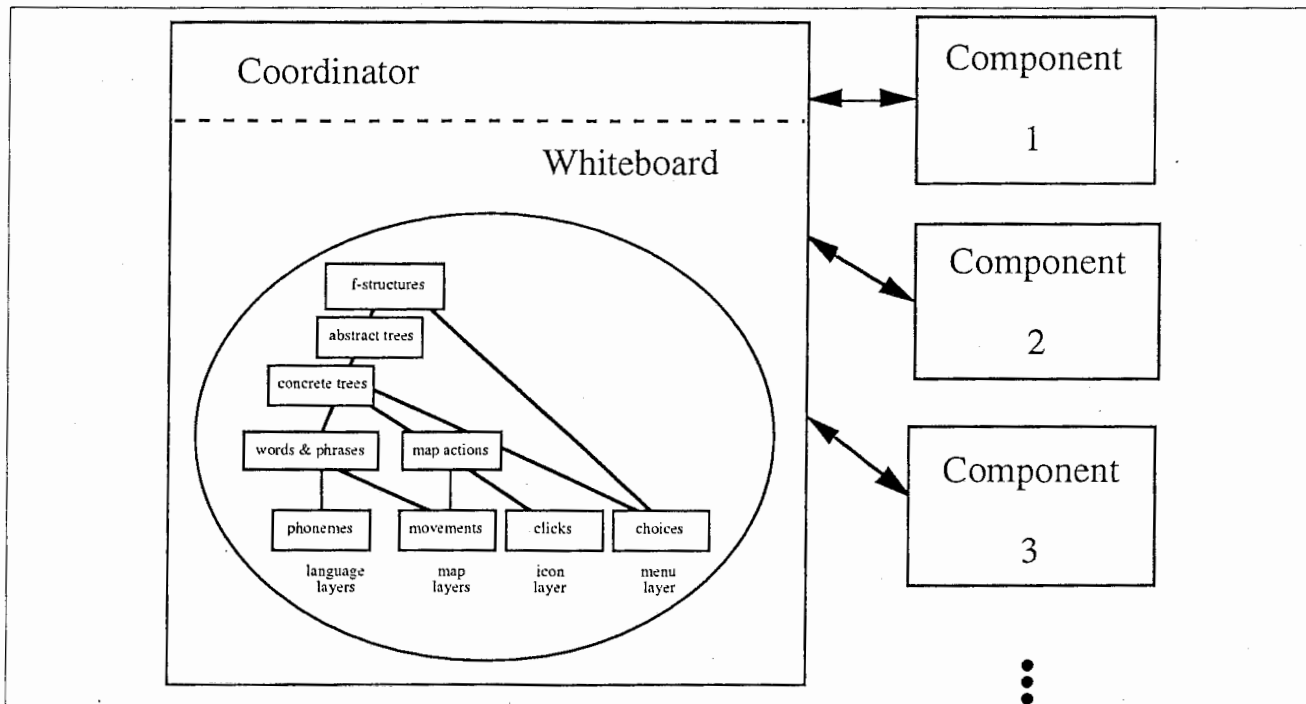 Coordinator
Whiteboard
f-structures
abstract trees
concrete trees
words & phrases
map actions
phonemes
movements
clicks
choices
language
layers
map
layers
icon
layer
menu
layer
Component
1
Component
2
Component
3